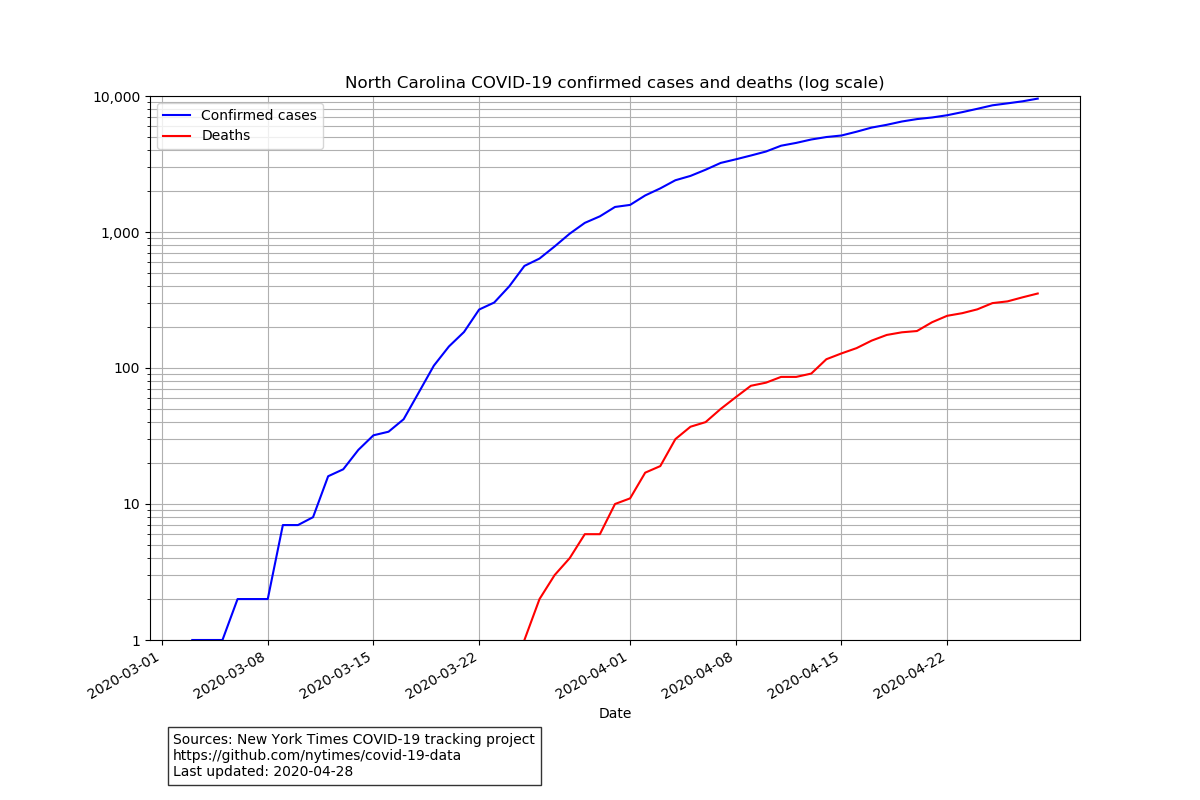 North Carolina COVID-19 confirmed cases and deaths (log scale)
10,000
1,000
100
10
1
Confirmed cases
Deaths
2020-03-01
2020-03-08
2020-03-15
2020-03-22
2020-04-01
2020-04-08
2020-04-15
2020-04-22
Date
Sources: New York Times COVID-19 tracking project
https://github.com/nytimes/covid-19-data
Last updated: 2020-04-28